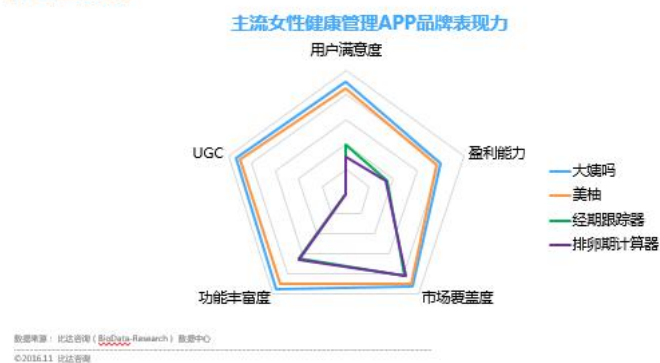 主流女性健康管理APP品牌表现力
用户满意度
UGC
盈利能力
大姨吗
美柚
经期跟踪器
排卵期计算器
功能丰富度
市场覆盖度
数据来源：比达咨询（BigData-Research）数据中心
©2016.11 比达咨询